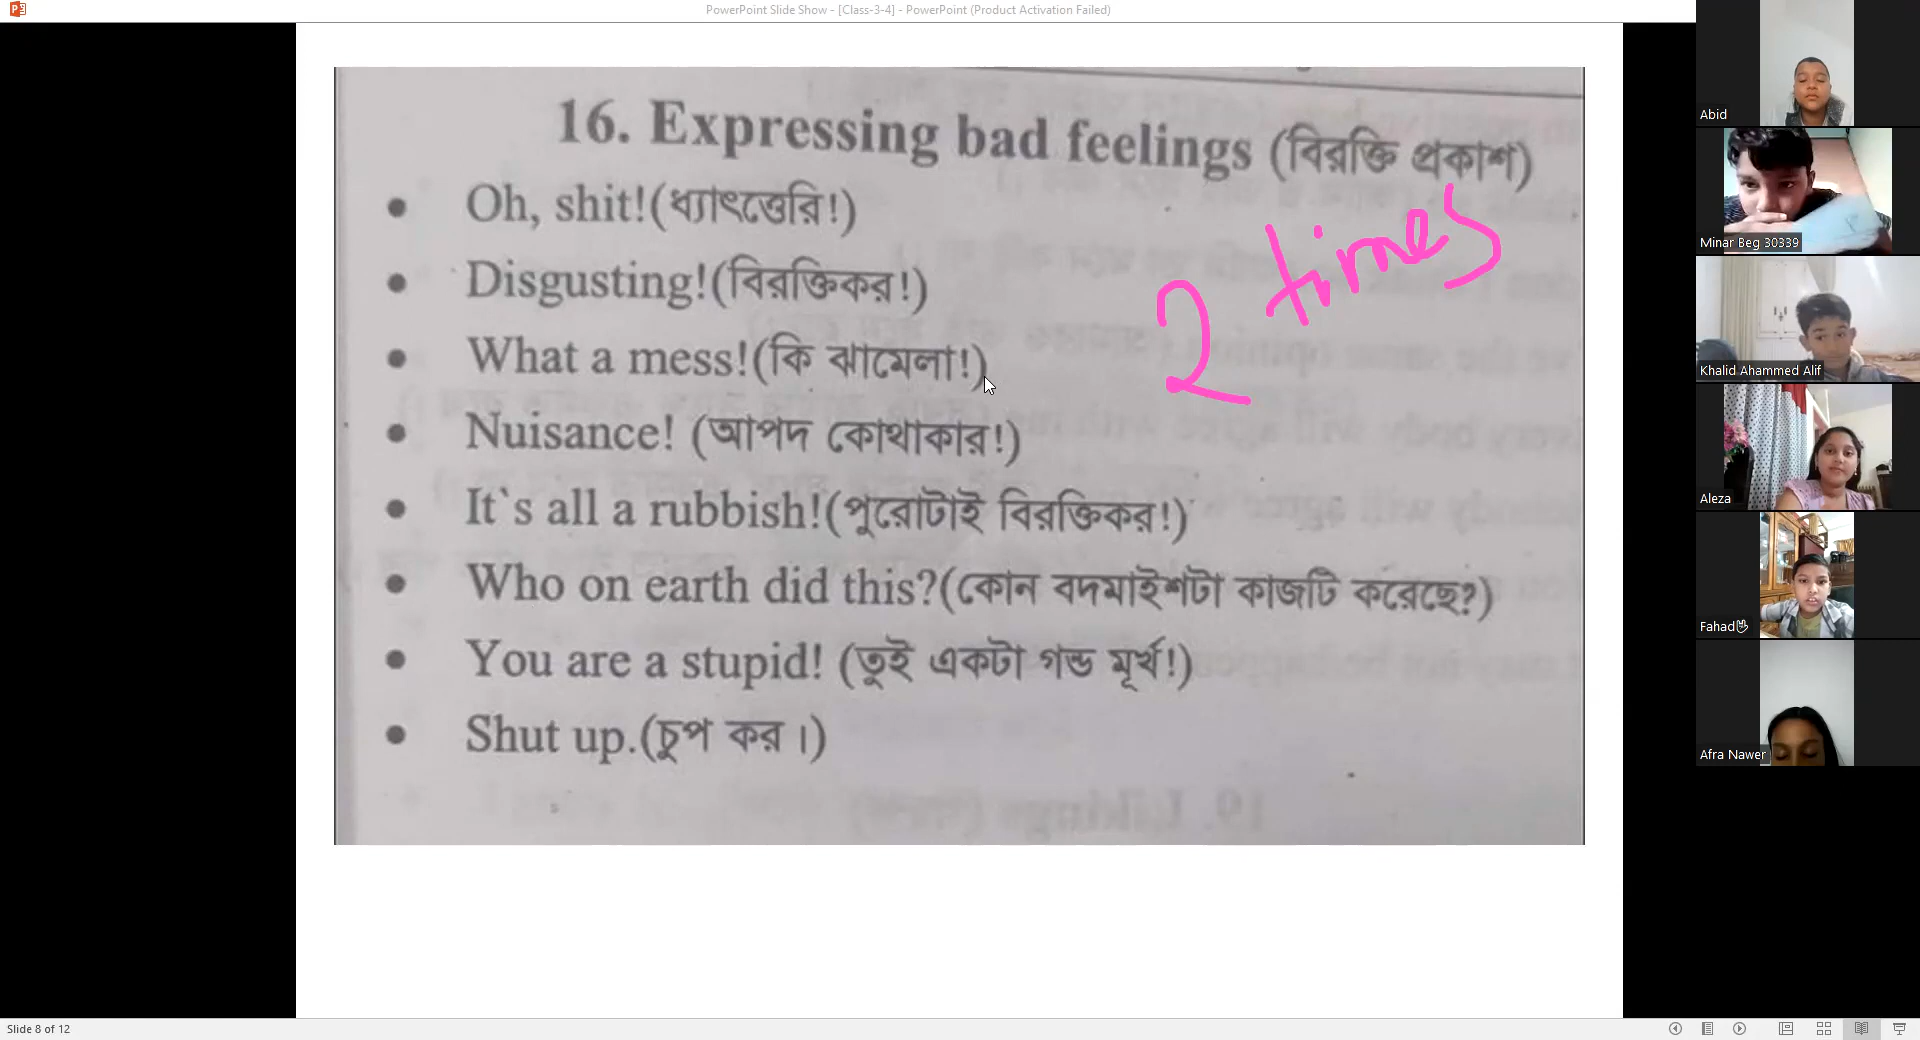 PowerPoint Slide Show - [Class-3-4] - PowerPoint (Product Activation Failed)
16. Expressing bad feelings (বিরক্তি প্রকাশ)
• Oh, shit!(ধ্যাৎত্তেরি!)
• Disgusting!(বিরক্তিকর!)
• What a mess!(কি ঝামেলা!)
• Nuisance! (আপদ কোথাকার!)
• It`s all a rubbish!(পুরোটাই বিরক্তিকর!)
• Who on earth did this?(কোন বদমাইশটা কাজটি করেছে?)
• You are a stupid! (তুই একটা গন্ড মূর্খ!)
• Shut up.(চুপ কর।)
2 times
Abid
Minar Beg 30339
Khalid Ahammed Alif
Aleza
Fahad
Afra Nawer
Slide 8 of 12